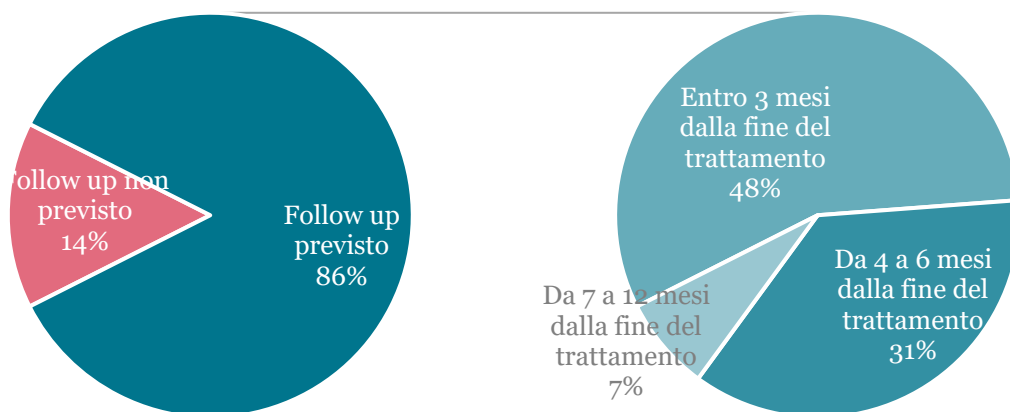 Follow up non
previsto
14%
Follow up
previsto
86%
Entro 3 mesi
dalla fine del
trattamento
48%
Da 4 a 6 mesi
dalla fine del
trattamento
31%
Da 7 a 12 mesi
dalla fine del
trattamento
7%